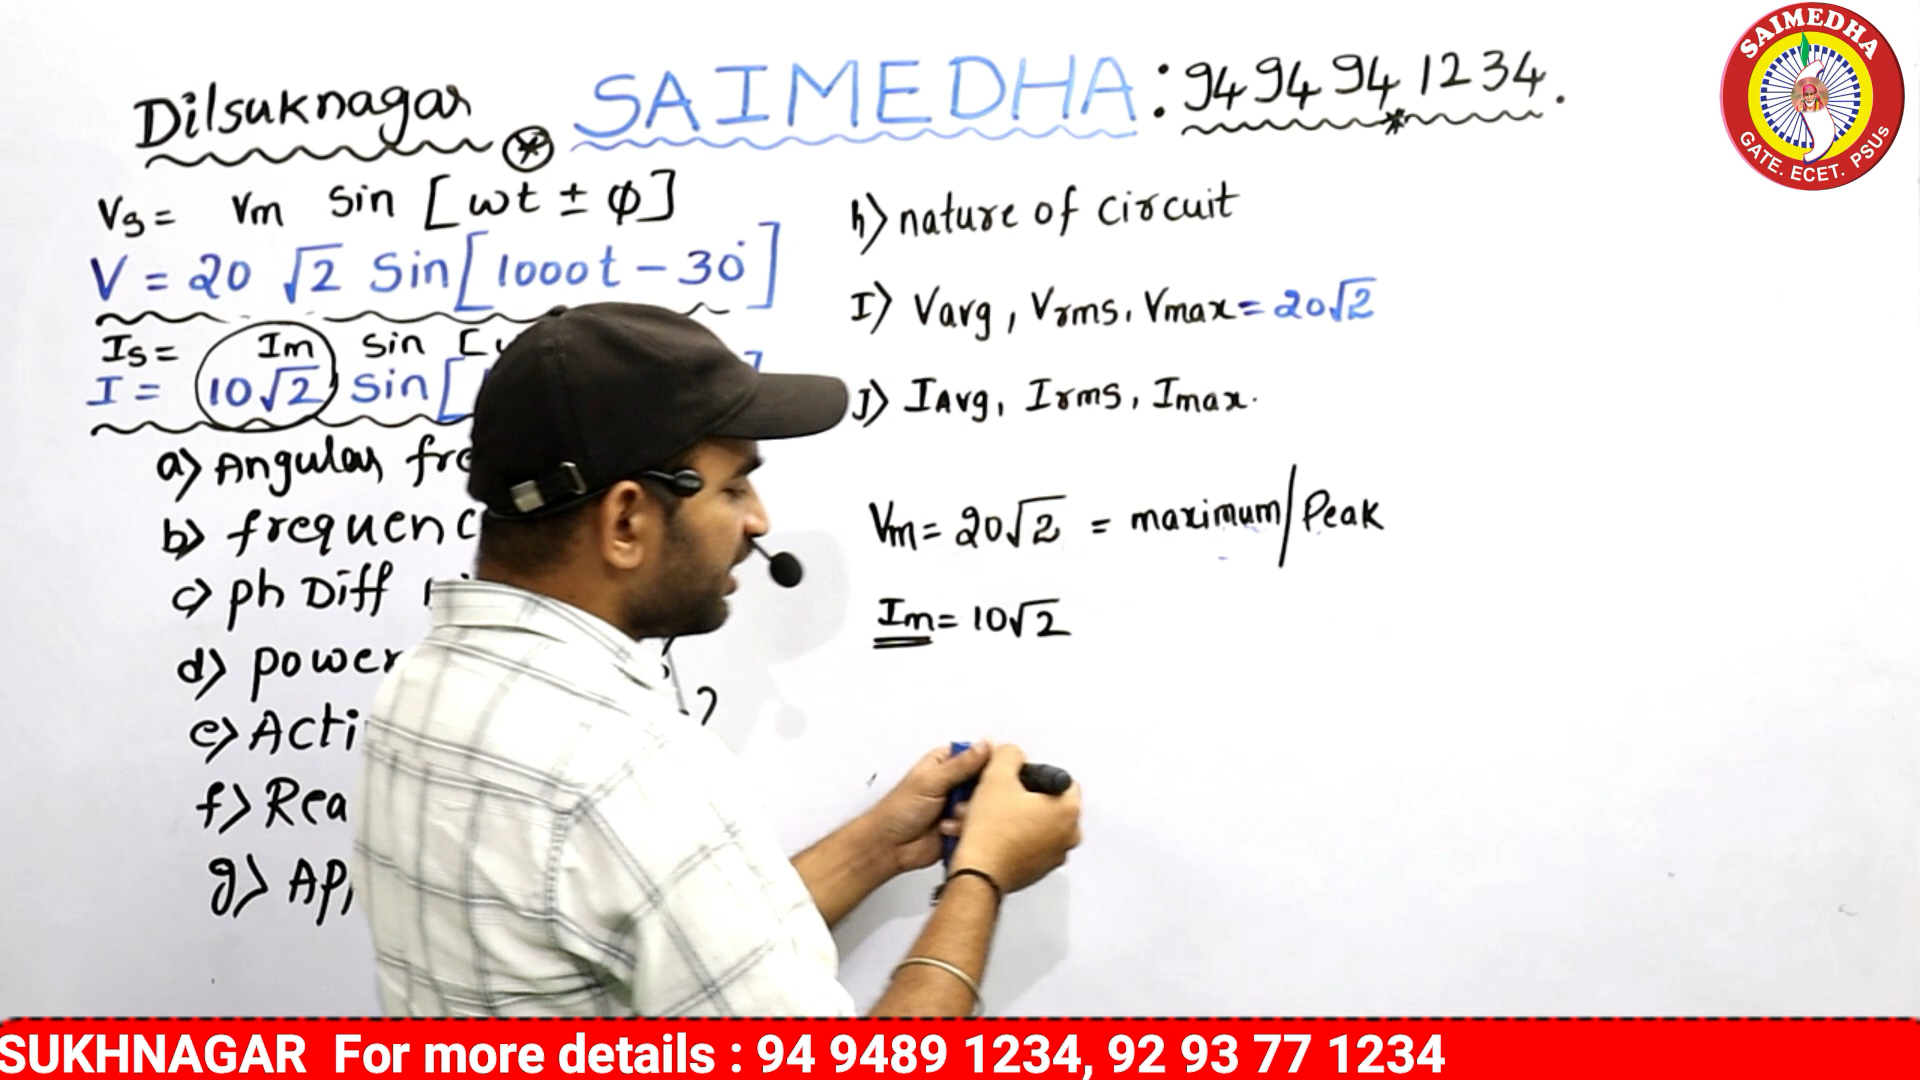 Dilsuknagar SAIMEDHA : 94 94 94 1234.
SAIMEDHA
GATE. ECET. PSUs
Vs = Vm sin [ωt ± ϕ]
V = 20 √2 Sin[1000t - 30°]
Is = Im sin [
I = 10√2 Sin[
a) Angular fre
b) frequenc
c) ph Diff
d) power
e) Acti
f) Rea
g) Ap
?
h) nature of circuit
I) Vavg, Vrms, Vmax = 20√2
J) IAvg, Irms, Imax.
Vm = 20√2 = maximum/Peak
Im = 10√2
SUKHNAGAR For more details : 94 9489 1234, 92 93 77 1234